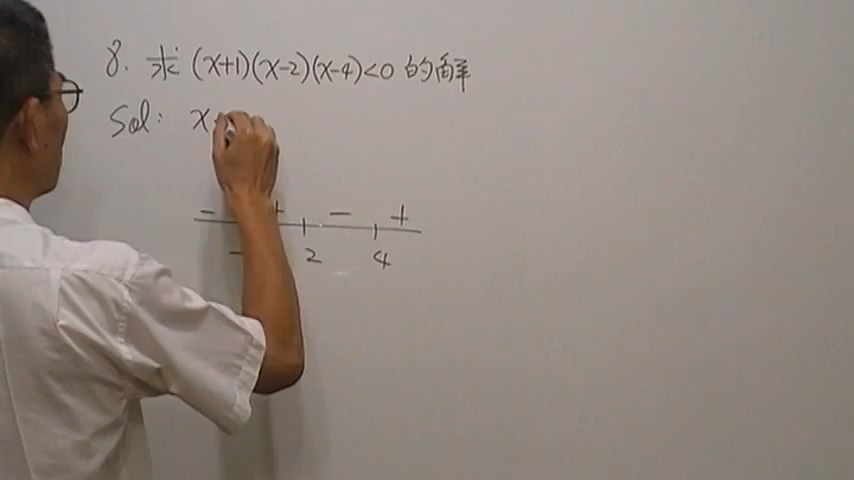 8. 求 (x+1)(x-2)(x-4)<0 的解
Sol: x
- + - +
- 2 4